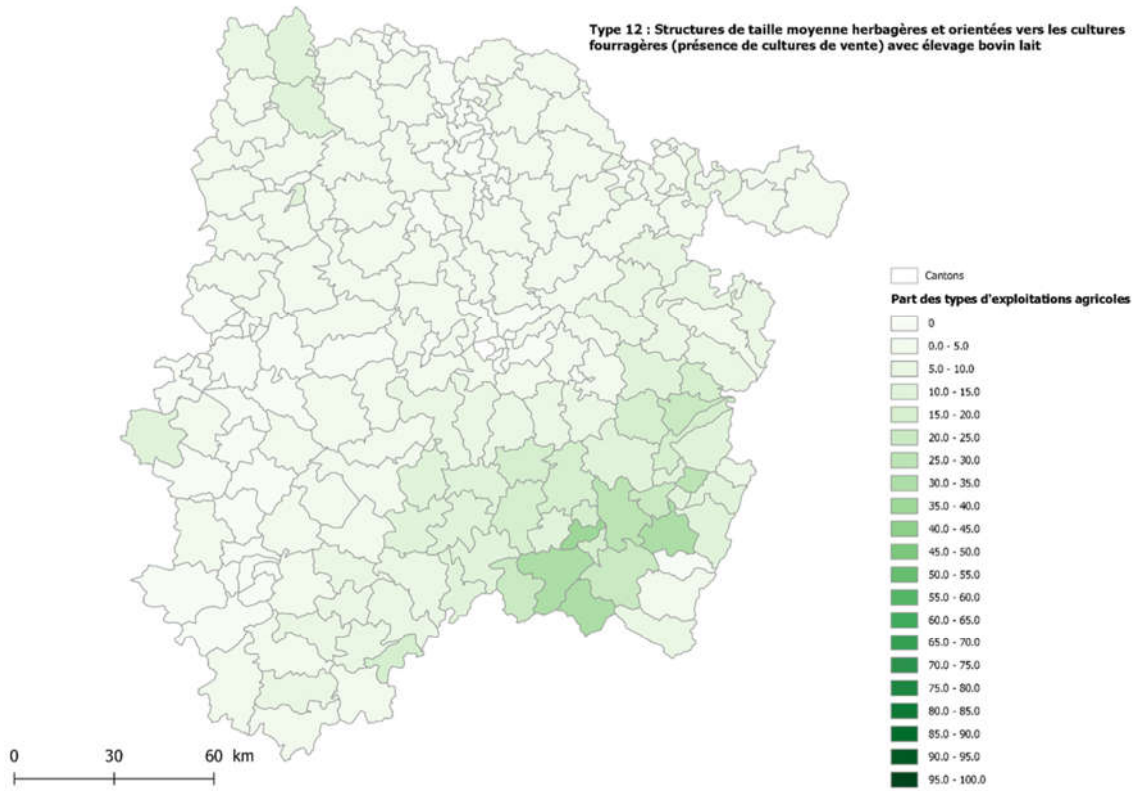 Type 12 : Structures de taille moyenne herbagères et orientées vers les cultures
fourragères (présence de cultures de vente) avec élevage bovin lait
Cantons
Part des types d'exploitations agricoles
0
0.0 - 5.0
5.0 - 10.0
10.0 - 15.0
15.0 - 20.0
20.0 - 25.0
25.0 - 30.0
30.0 - 35.0
35.0 - 40.0
40.0 - 45.0
45.0 - 50.0
50.0 - 55.0
55.0 - 60.0
60.0 - 65.0
65.0 - 70.0
70.0 - 75.0
75.0 - 80.0
80.0 - 85.0
85.0 - 90.0
90.0 - 95.0
95.0 - 100.0
0 30 60 km